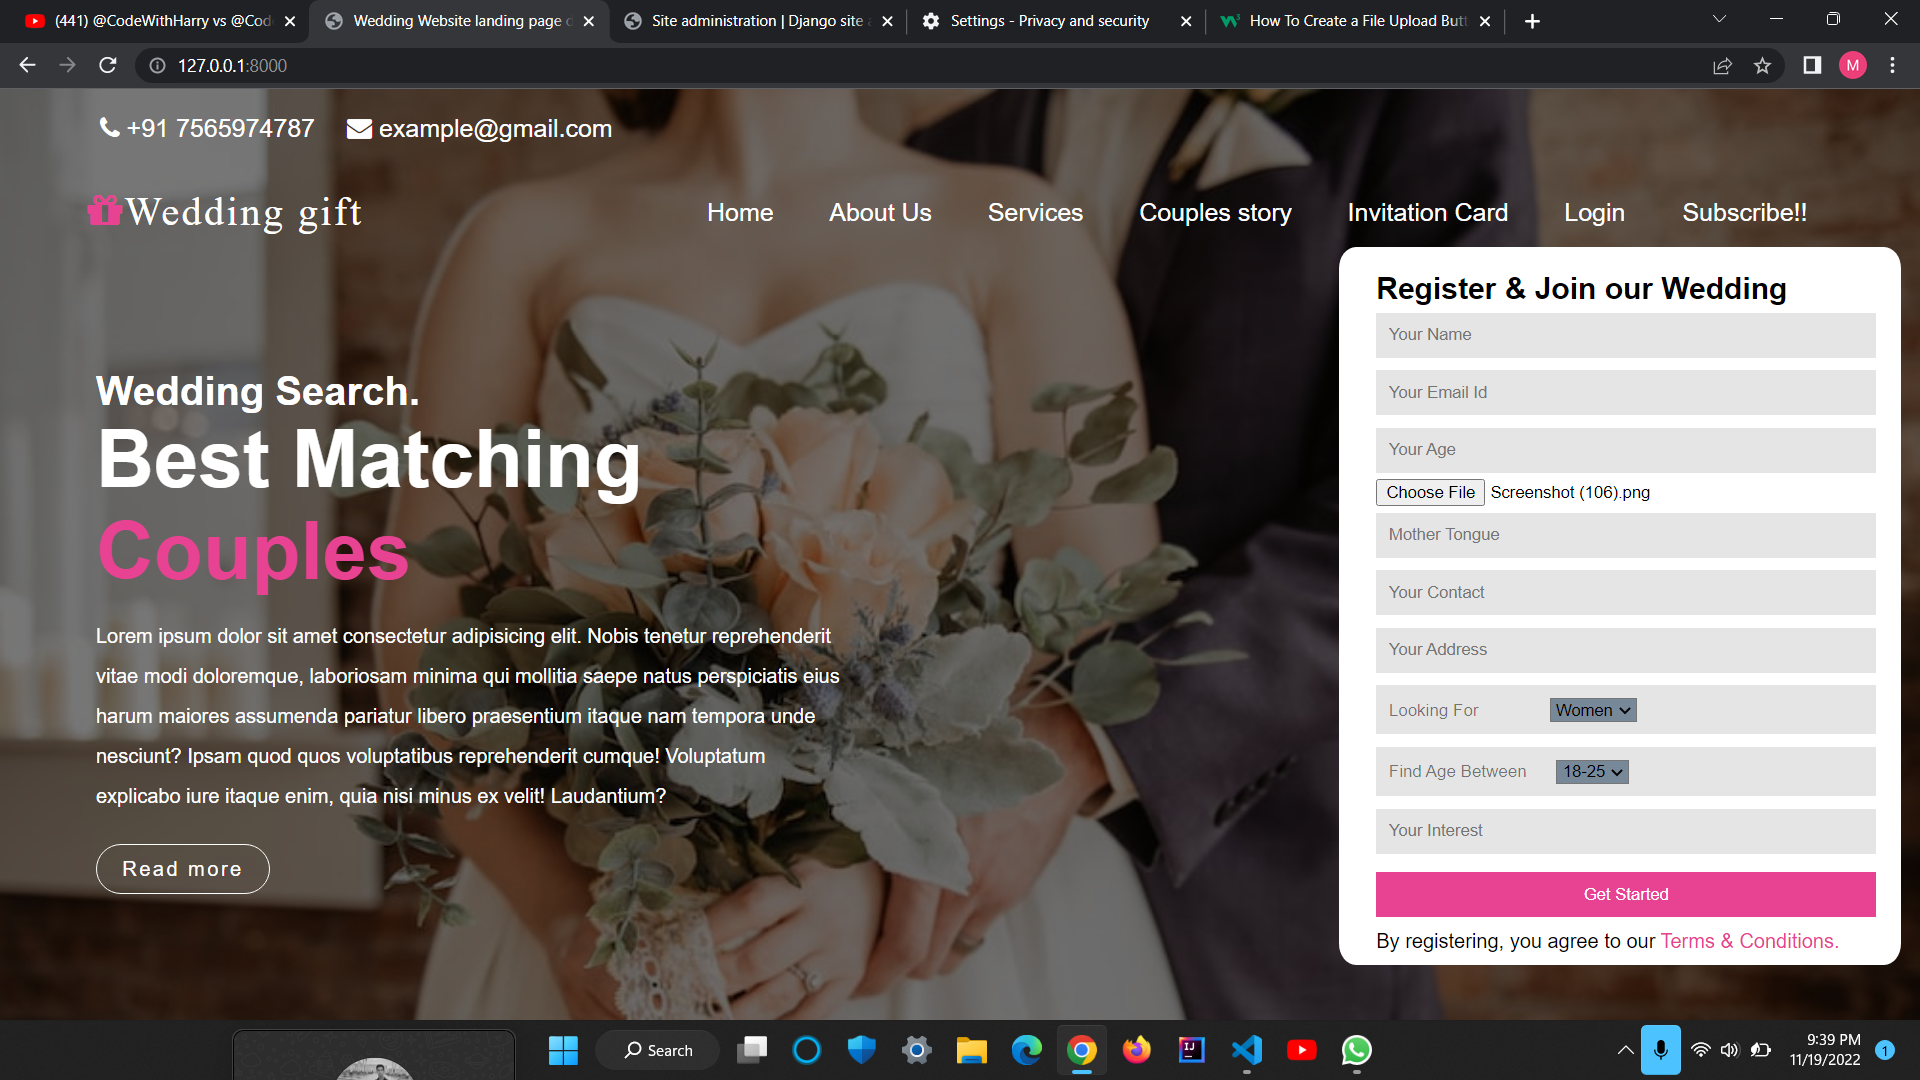 (441) @CodeWithHarry vs @Cod
Wedding Website landing page d
Site administration | Django site a
Settings - Privacy and security
How To Create a File Upload Butt
127.0.0.1:8000
M
+91 7565974787
example@gmail.com
Wedding gift
Home
About Us
Services
Couples story
Invitation Card
Login
Subscribe!!
Wedding Search.
Best Matching
Couples
Lorem ipsum dolor sit amet consectetur adipisicing elit. Nobis tenetur reprehenderit
vitae modi doloremque, laboriosam minima qui mollitia saepe natus perspiciatis eius
harum maiores assumenda pariatur libero praesentium itaque nam tempora unde
nesciunt? Ipsam quod quos voluptatibus reprehenderit cumque! Voluptatum
explicabo iure itaque enim, quia nisi minus ex velit! Laudantium?
Read more
Register & Join our Wedding
Your Name
Your Email Id
Your Age
Choose File Screenshot (106).png
Mother Tongue
Your Contact
Your Address
Looking For Women
Find Age Between 18-25
Your Interest
Get Started
By registering, you agree to our Terms & Conditions.
Search
IJ
9:39 PM
11/19/2022
1